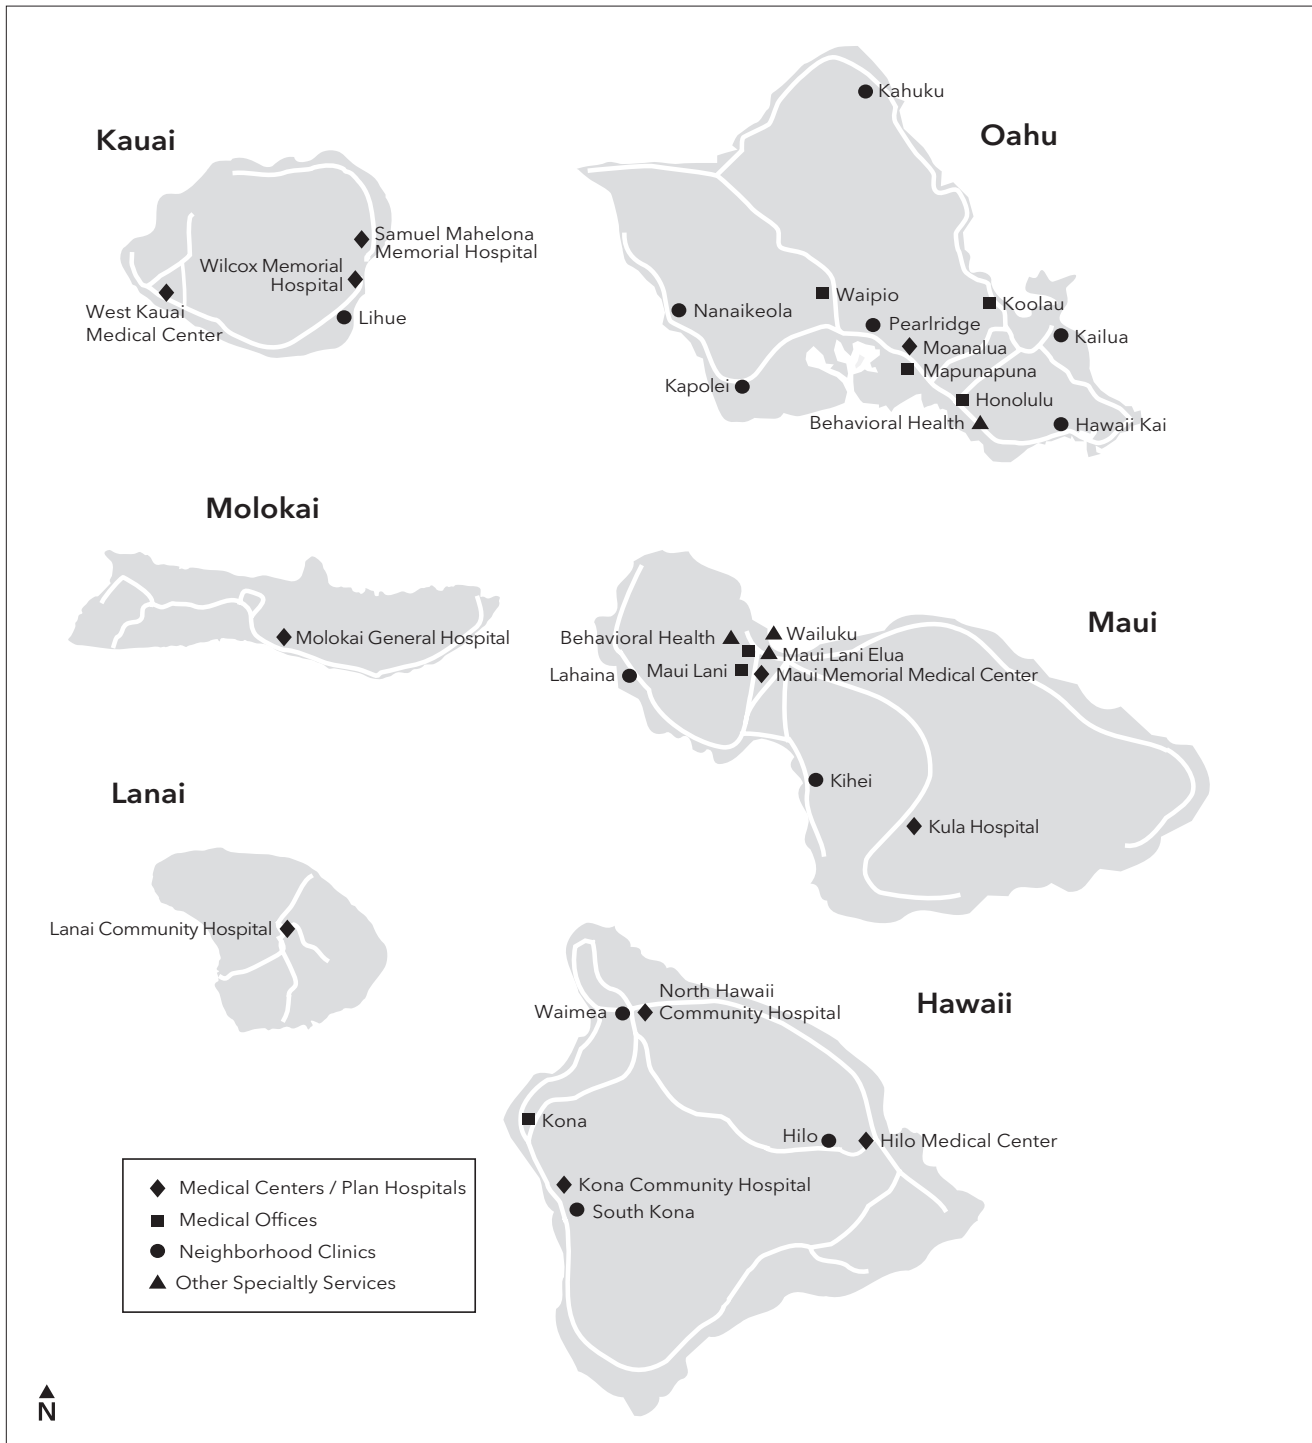 Kauai
Samuel Mahelona
Memorial Hospital
Wilcox Memorial
Hospital
West Kauai
Medical Center
Lihue
Oahu
Kahuku
Waipio
Koolau
Nanaikeola
Pearlridge
Kailua
Moanalua
Mapunapuna
Kapolei
Honolulu
Behavioral Health
Hawaii Kai
Molokai
Molokai General Hospital
Maui
Behavioral Health
Wailuku
Maui Lani Elua
Lahaina
Maui Lani
Maui Memorial Medical Center
Kihei
Kula Hospital
Lanai
Lanai Community Hospital
Hawaii
North Hawaii
Community Hospital
Waimea
Kona
Hilo
Hilo Medical Center
Kona Community Hospital
South Kona
Medical Centers / Plan Hospitals
Medical Offices
Neighborhood Clinics
Other Specialtly Services
N